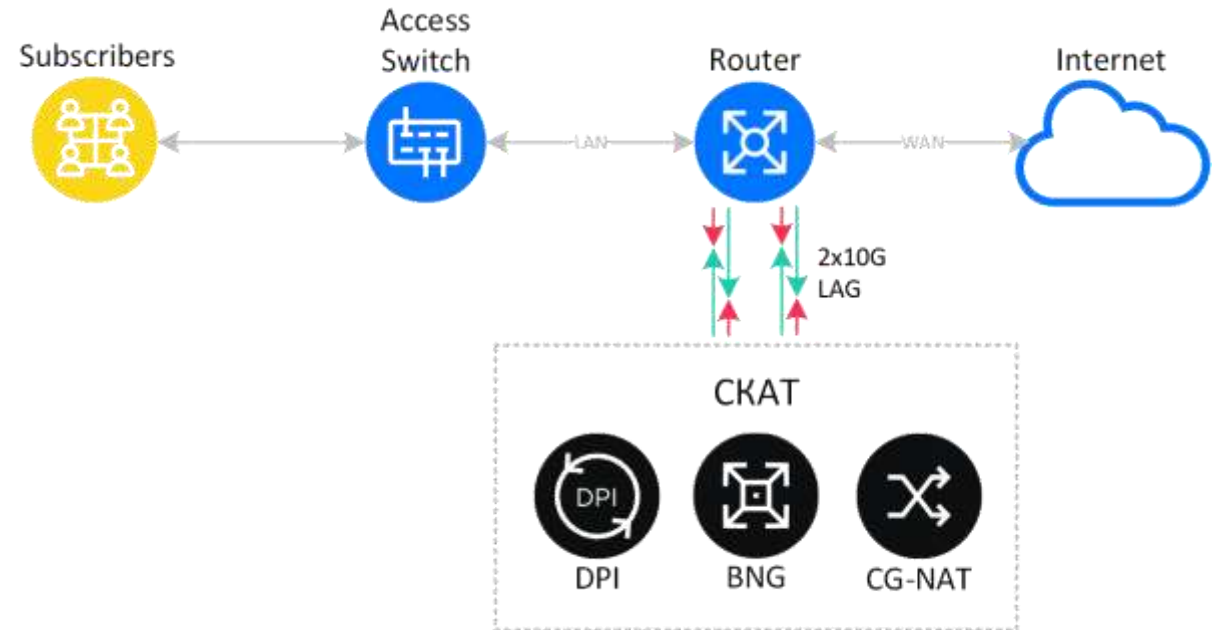 Subscribers
Access
Switch
Router
Internet
LAN
WAN
2x10G
LAG
СКАТ
DPI
DPI
BNG
CG-NAT